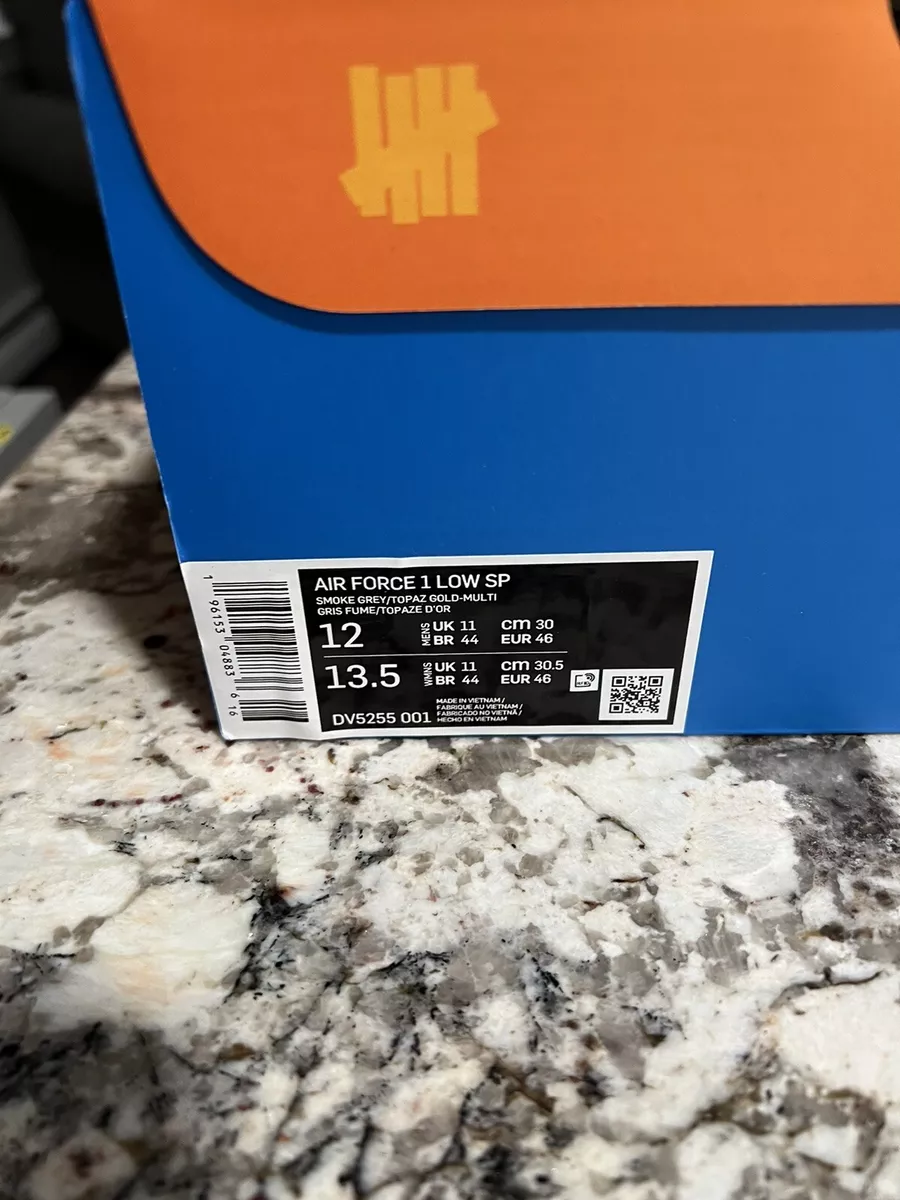 AIR FORCE 1 LOW SP
SMOKE GREY/TOPAZ GOLD-MULTI
GRIS FUME/TOPAZE D'OR
12 MENS UK 11 cm 30
BR 44 EUR 46
13.5 WMNS UK 11 cm 30.5
BR 44 EUR 46
MADE IN VIETNAM /
FABRIQUE AU VIETNAM /
FABRICADO NO VIETNÃ /
HECHO EN VIETNAM
DV5255 001
1 96153 04883 6 16